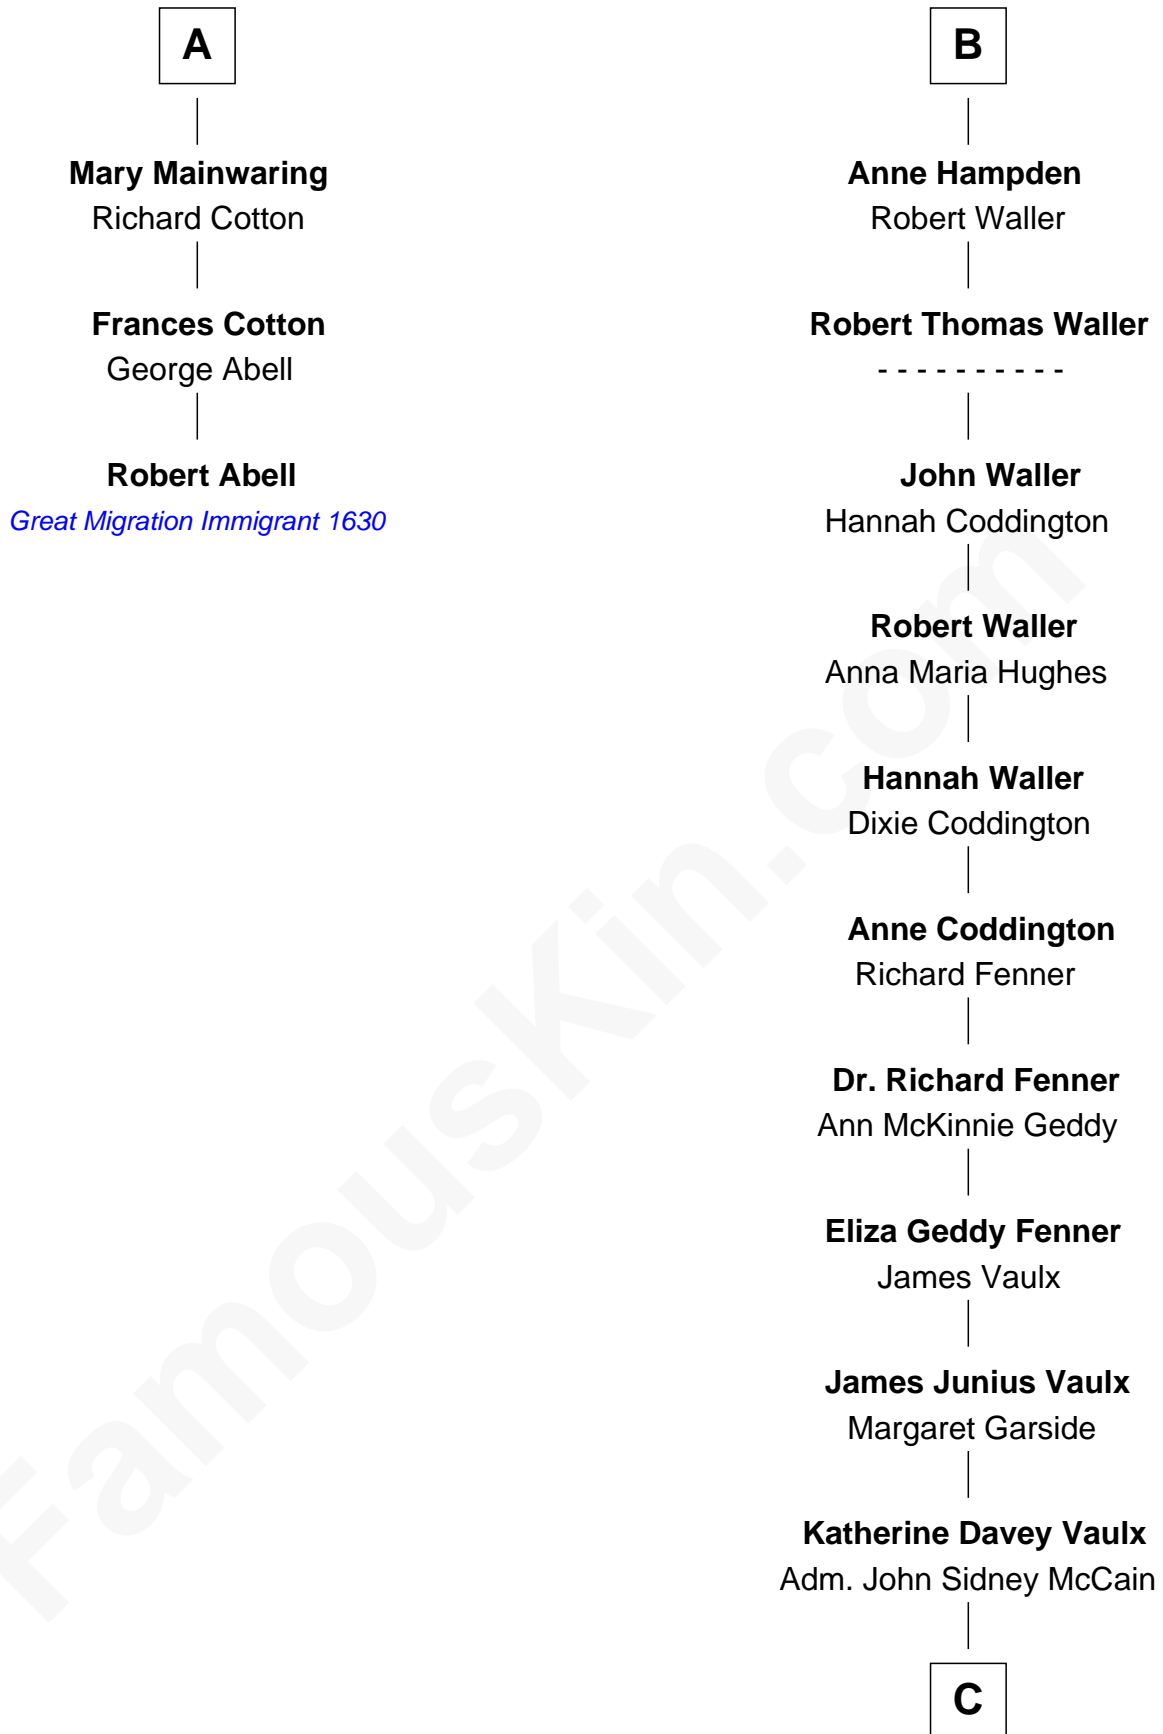 A
Mary Mainwaring
Richard Cotton
Frances Cotton
George Abell
Robert Abell
Great Migration Immigrant 1630
B
Anne Hampden
Robert Waller
Robert Thomas Waller
- - - - - - - - - -
John Waller
Hannah Coddington
Robert Waller
Anna Maria Hughes
Hannah Waller
Dixie Coddington
Anne Coddington
Richard Fenner
Dr. Richard Fenner
Ann McKinnie Geddy
Eliza Geddy Fenner
James Vaulx
James Junius Vaulx
Margaret Garside
Katherine Davey Vaulx
Adm. John Sidney McCain
C
FamousKin.com